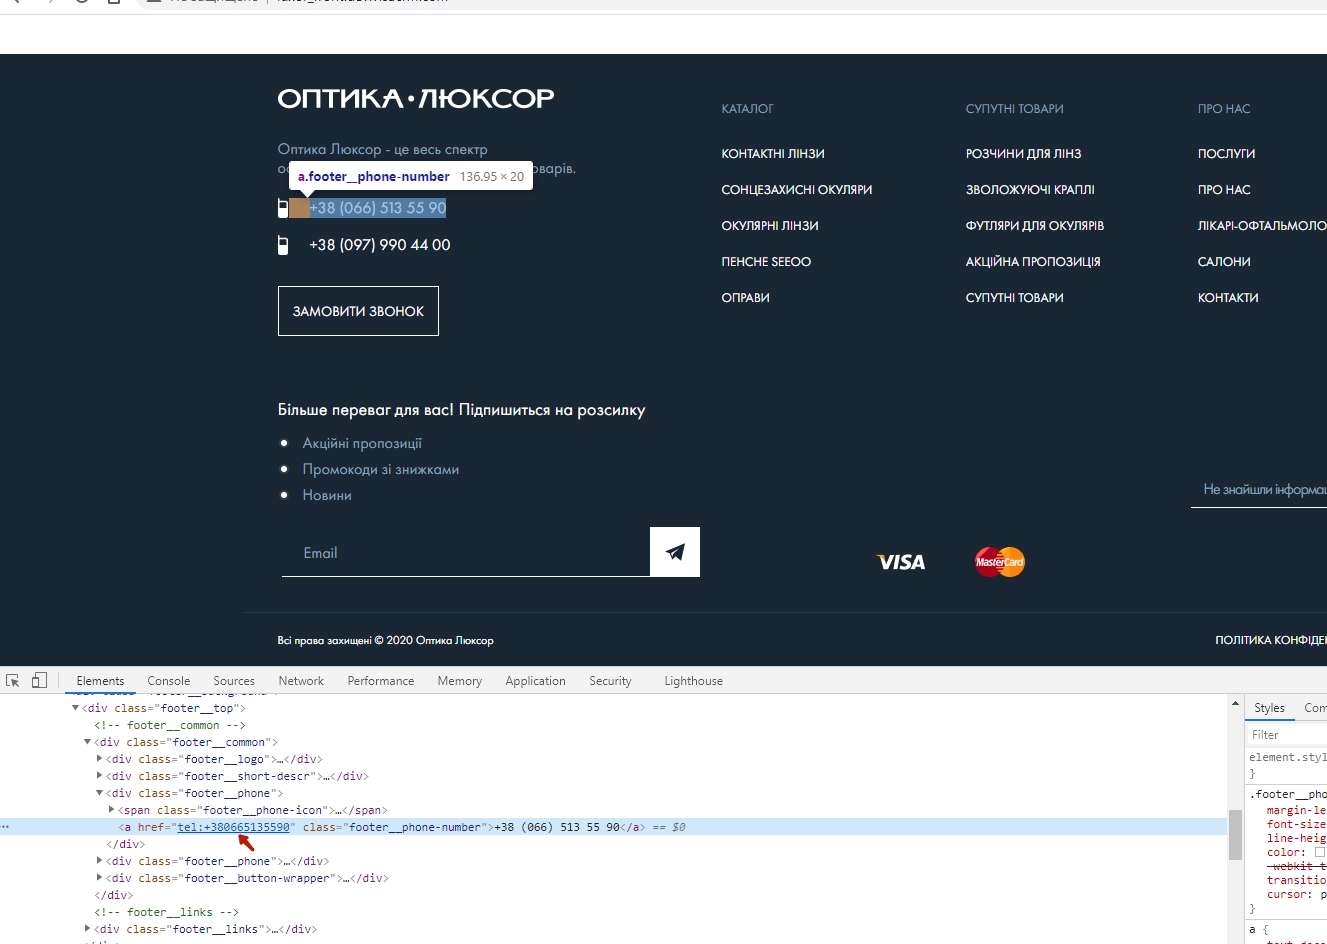 ОПТИКА·ЛЮКСОР
Оптика Люксор - це весь спектр
оварів.
a.footer__phone-number 136.95 × 20
+38 (066) 513 55 90
+38 (097) 990 44 00
ЗАМОВИТИ ЗВОНОК
КАТАЛОГ
КОНТАКТНІ ЛІНЗИ
СОНЦЕЗАХИСНІ ОКУЛЯРИ
ОКУЛЯРНІ ЛІНЗИ
ПЕНСНЕ SEEOO
ОПРАВИ
СУПУТНІ ТОВАРИ
РОЗЧИНИ ДЛЯ ЛІНЗ
ЗВОЛОЖУЮЧІ КРАПЛІ
ФУТЛЯРИ ДЛЯ ОКУЛЯРІВ
АКЦІЙНА ПРОПОЗИЦІЯ
СУПУТНІ ТОВАРИ
ПРО НАС
ПОСЛУГИ
ПРО НАС
ЛІКАРІ-ОФТАЛЬМОЛО
САЛОНИ
КОНТАКТИ
Більше переваг для вас! Підпишиться на розсилку
Акційні пропозиції
Промокоди зі знижками
Новини
Email
VISA
MasterCard
Не знайшли інформац
Всі права захищені © 2020 Оптика Люксор
ПОЛІТИКА КОНФІДЕ
Elements Console Sources Network Performance Memory Application Security Lighthouse
<div class="footer__top">
<!-- footer__common -->
<div class="footer__common">
<div class="footer__logo">…</div>
<div class="footer__short-descr">…</div>
<div class="footer__phone">
<span class="footer__phone-icon">…</span>
<a href="tel:+380665135590" class="footer__phone-number">+38 (066) 513 55 90</a> == $0
</div>
<div class="footer__phone">…</div>
<div class="footer__button-wrapper">…</div>
</div>
<!-- footer__links -->
<div class="footer__links">…</div>
Styles Com
Filter
element.styl
}
.footer__pho
margin-le
font-size
line-heig
color:
-webkit-t
transitio
cursor: p
}
a {